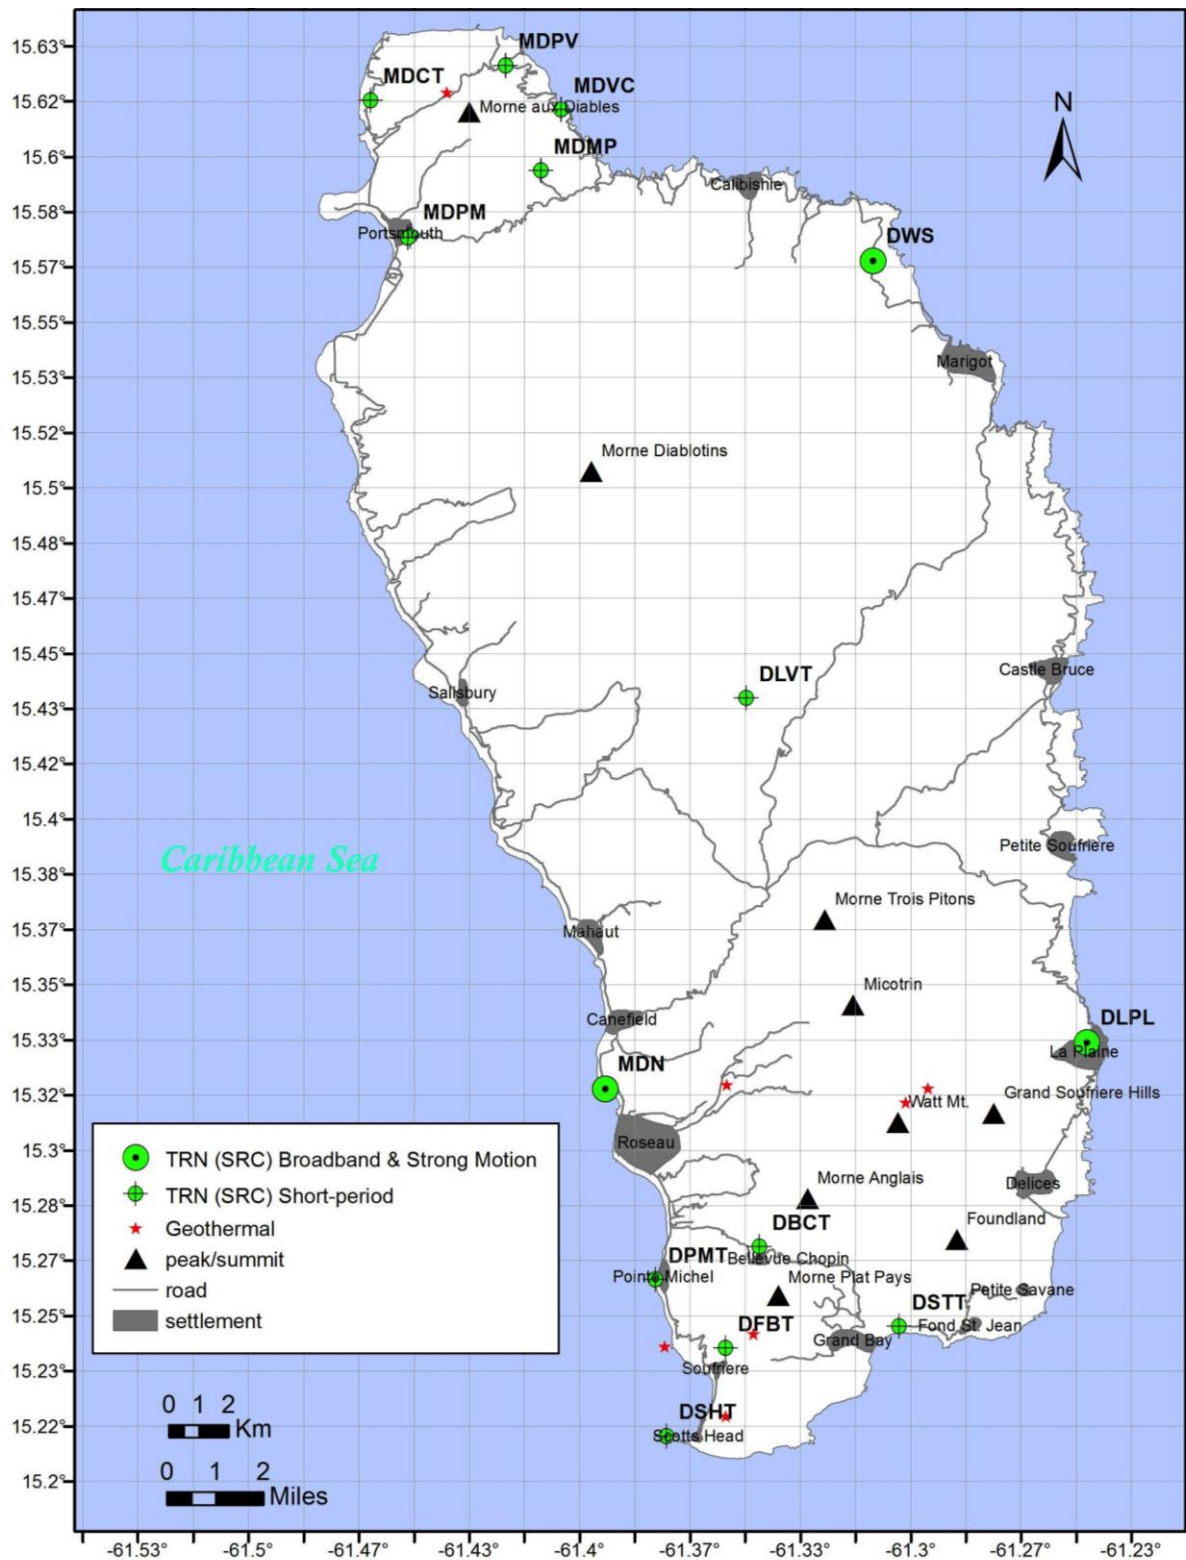 15.63°
15.62°
15.6°
15.58°
15.57°
15.55°
15.53°
15.52°
15.5°
15.48°
15.47°
15.45°
15.43°
15.42°
15.4°
15.38°
15.37°
15.35°
15.33°
15.32°
15.3°
15.28°
15.27°
15.25°
15.23°
15.22°
15.2°
MDPV
MDCT
MDVC
Morne aux Diables
MDMP
N
Calibishie
MDPM
Portsmouth
DWS
Marigot
Morne Diablotins
Castle Bruce
DLVT
Salisbury
Petite Soufriere
Caribbean Sea
Morne Trois Pitons
Mahaut
Micotrin
Canefield
DLPL
La Plaine
MDN
Grand Soufriere Hills
Watt Mt.
Roseau
Morne Anglais
Delices
DBCT
Foundland
DPMT
Bellevue Chopin
Pointe Michel
Morne Plat Pays
Petite Savane
DSTT
DFBT
Fond St. Jean
Grand Bay
Soufriere
DSHT
Scotts Head
TRN (SRC) Broadband & Strong Motion
TRN (SRC) Short-period
Geothermal
peak/summit
road
settlement
0 1 2
Km
0 1 2
Miles
-61.53° -61.5° -61.47° -61.43° -61.4° -61.37° -61.33° -61.3° -61.27° -61.23°